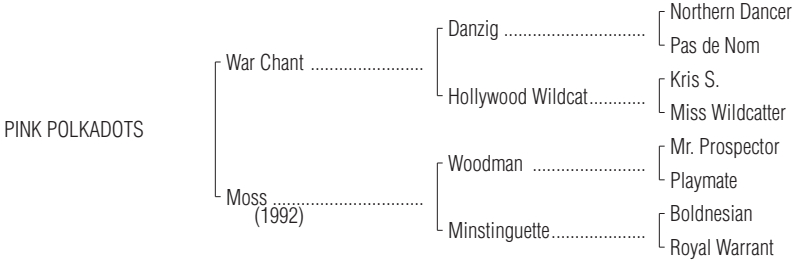 Northern Dancer
Danzig ..............................
Pas de Nom
War Chant ........................
Kris S.
Hollywood Wildcat............
Miss Wildcatter
PINK POLKADOTS
Mr. Prospector
Woodman ........................
Playmate
Moss ................................
(1992)
Boldnesian
Minstinguette....................
Royal Warrant